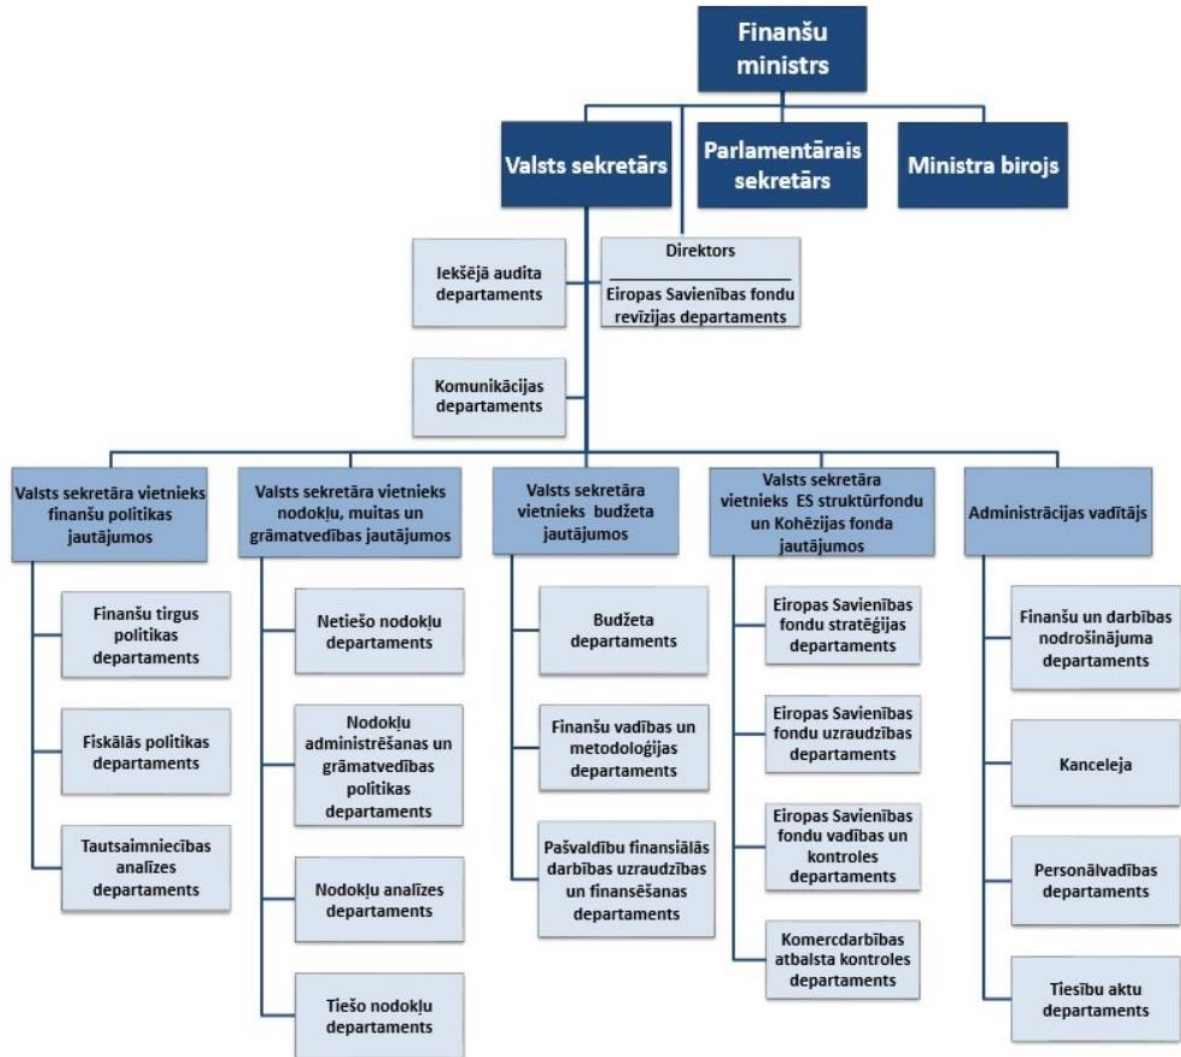 Finanšu
ministrs
Valsts sekretārs
Parlamentārais
sekretārs
Ministra birojs
Iekšējā audita
departaments
Direktors
Eiropas Savienības fondu
revīzijas departaments
Komunikācijas
departaments
Valsts sekretāra vietnieks
finanšu politikas
jautājumos
Valsts sekretāra vietnieks
nodokļu, muitas un
grāmatvedības jautājumos
Valsts sekretāra
vietnieks budžeta
jautājumos
Valsts sekretāra
vietnieks ES struktūrfondu
un Kohēzijas fonda
jautājumos
Administrācijas vadītājs
Finanšu tirgus
politikas
departaments
Fiskālās politikas
departaments
Tautsaimniecības
analīzes
departaments
Netiešo nodokļu
departaments
Nodokļu
administrēšanas un
grāmatvedības
politikas
departaments
Nodokļu analīzes
departaments
Tiešo nodokļu
departaments
Budžeta
departaments
Finanšu vadības un
metodoloģijas
departaments
Pašvaldību finansiālās
darbības uzraudzības
un finansēšanas
departaments
Eiropas Savienības
fondu stratēģijas
departaments
Eiropas Savienības
fondu uzraudzības
departaments
Eiropas Savienības
fondu vadības un
kontroles
departaments
Komercdarbības
atbalsta kontroles
departaments
Finanšu un darbības
nodrošinājuma
departaments
Kanceleja
Personālvadības
departaments
Tiesību aktu
departaments